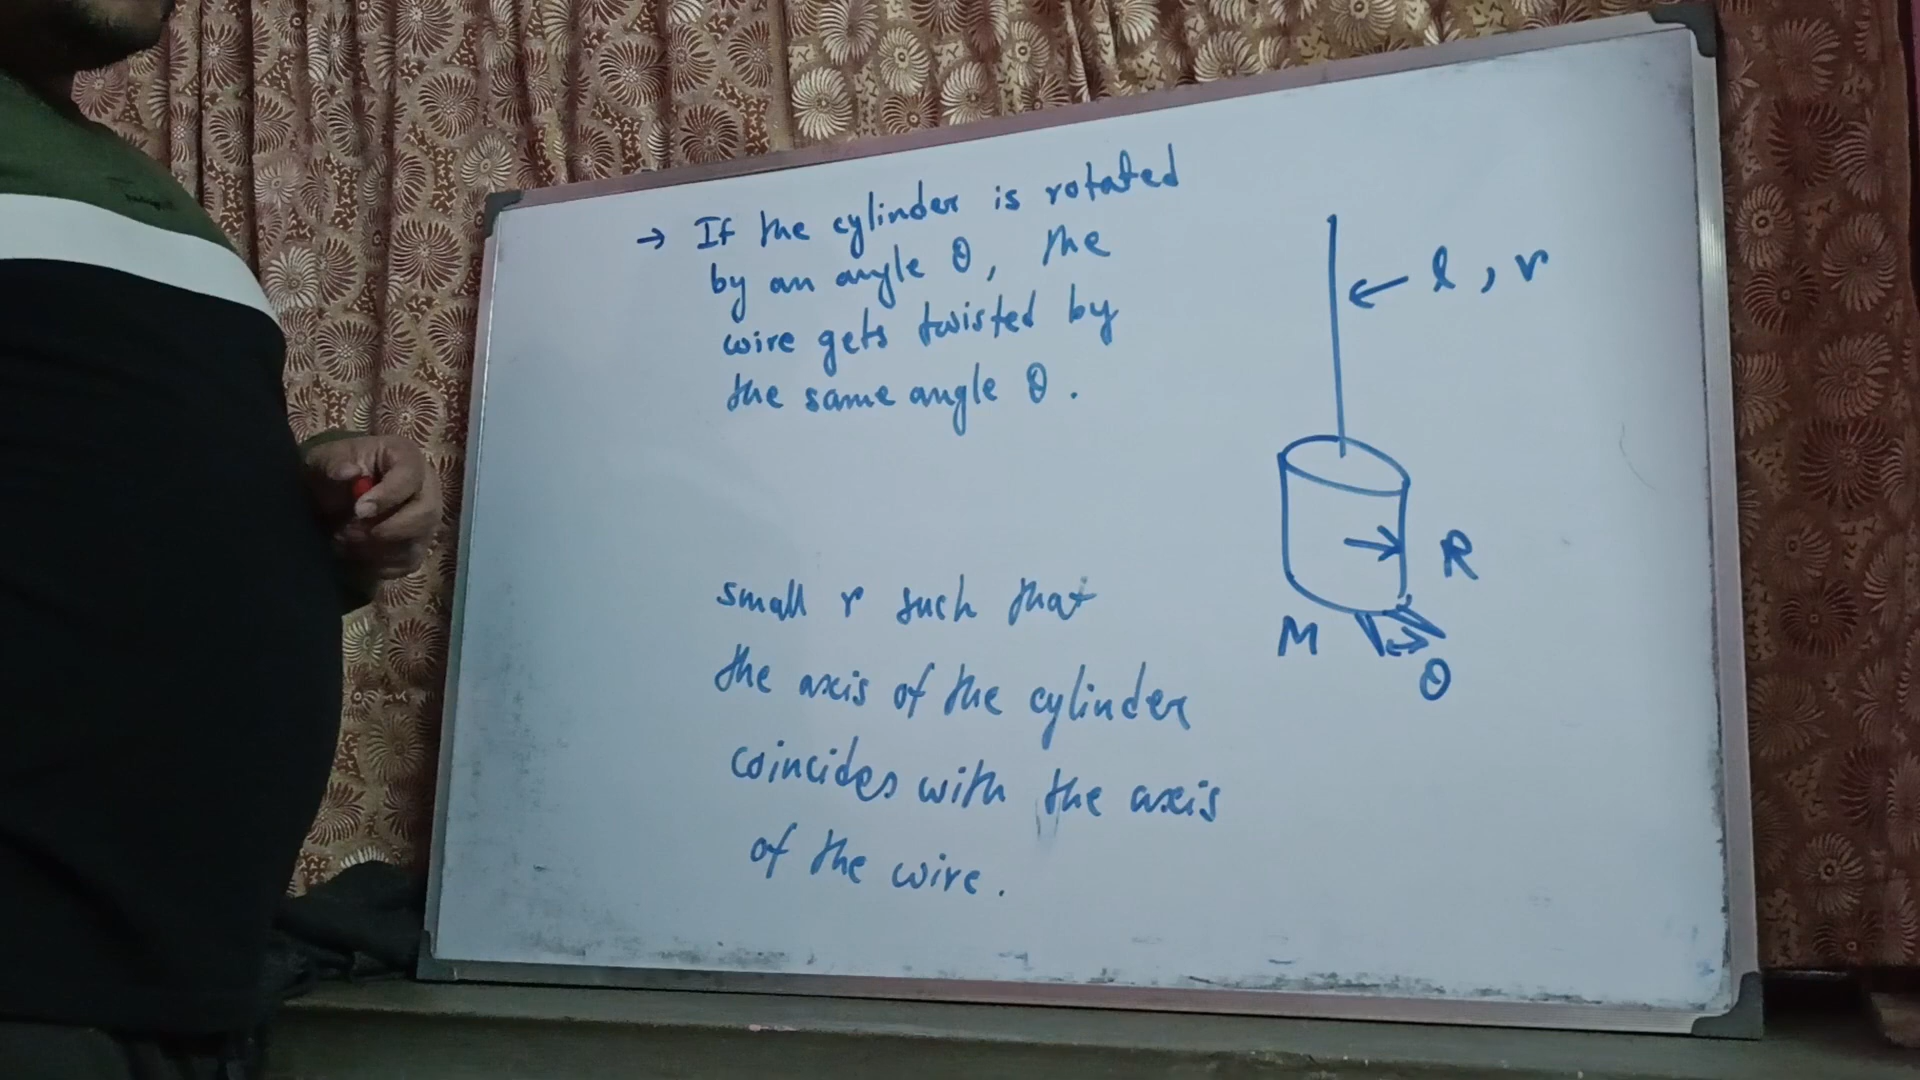 → If the cylinder is rotated
by an angle θ, the
wire gets twisted by
the same angle θ.
small r such that
the axis of the cylinder
coincides with the axis
of the wire.
l, r
R
M
θ